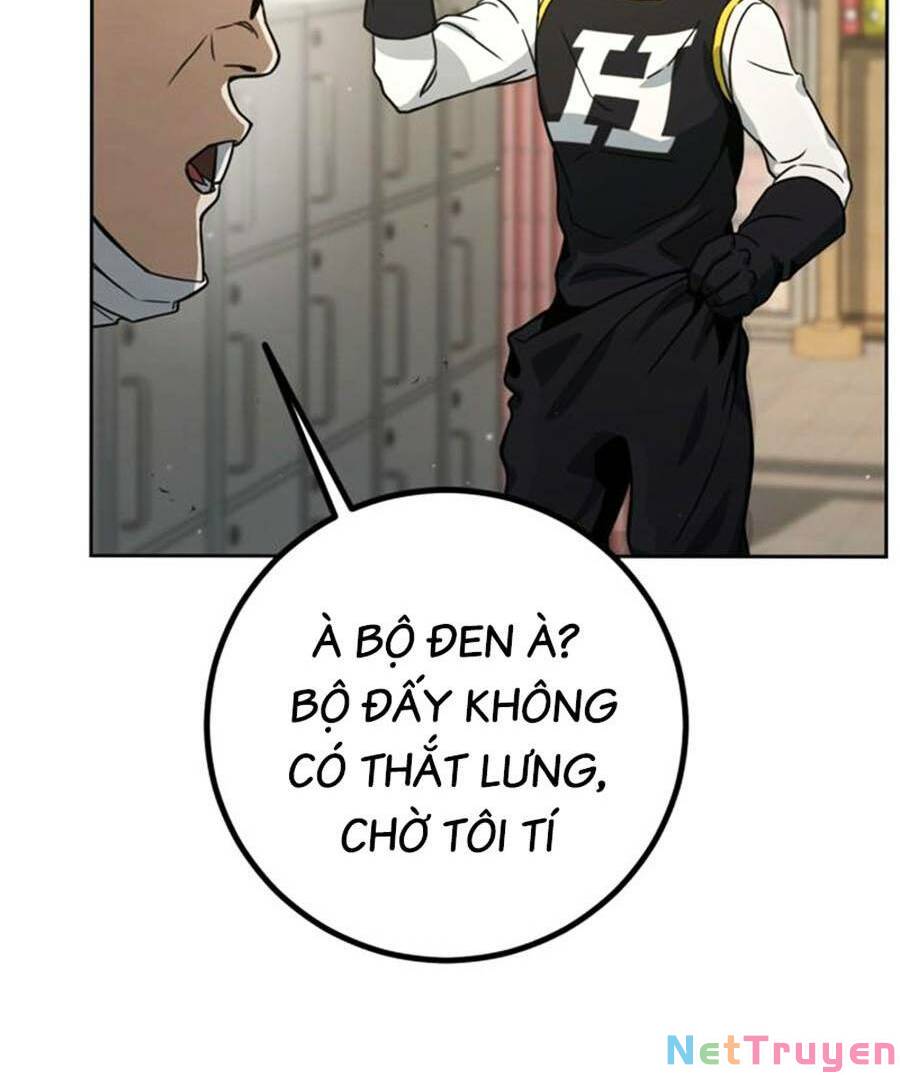 H
À BỘ ĐEN À?
BỘ ĐẤY KHÔNG
CÓ THẮT LƯNG,
CHỜ TÔI TÍ
NetTruyen